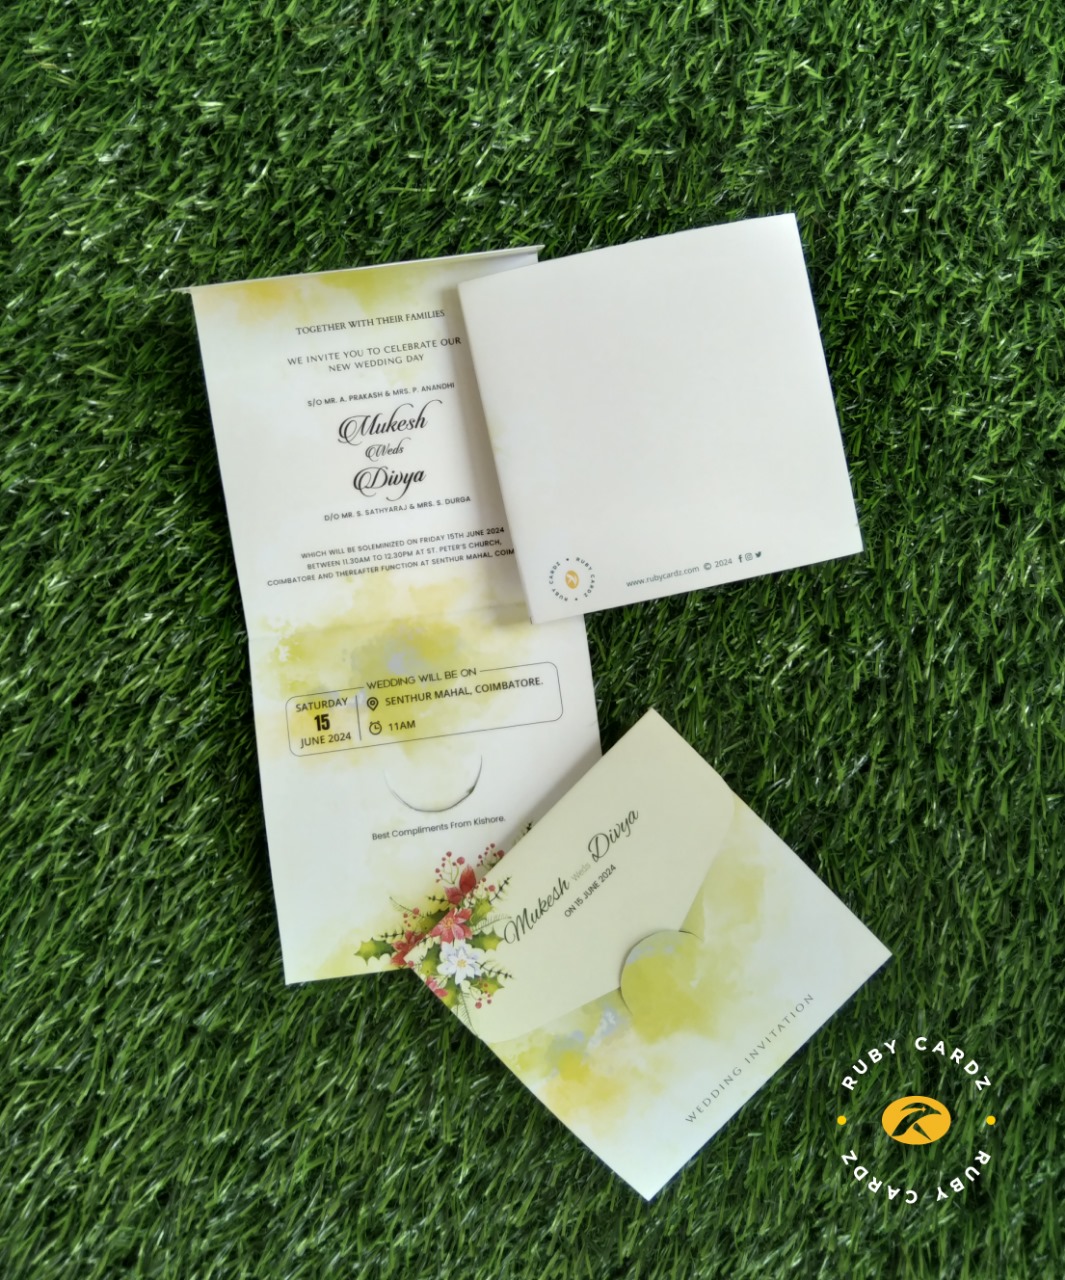 TOGETHER WITH THEIR FAMILIES
WE INVITE YOU TO CELEBRATE OUR
NEW WEDDING DAY
S/O MR. A. PRAKASH & MRS. P. ANANDHI
Mukesh
Weds
Divya
D/O MR. S. SATHYARAJ & MRS. S. DURGA
WHICH WILL BE SOLEMINIZED ON FRIDAY 15TH JUNE 2024
BETWEEN 11.30AM TO 12.30PM AT ST. PETER'S CHURCH,
COIMBATORE AND THEREAFTER FUNCTION AT SENTHUR MAHAL, COIM
WEDDING WILL BE ON
SATURDAY
15
JUNE 2024
SENTHUR MAHAL, COIMBATORE.
11AM
Best Compliments From Kishore.
RUBY CARDZ RUBY CARDZ
www.rubycardz.com © 2024
Mukesh Weds Divya
ON 15 JUNE 2024
WEDDING INVITATION
RUBY CARDZ
RUBY CARDZ